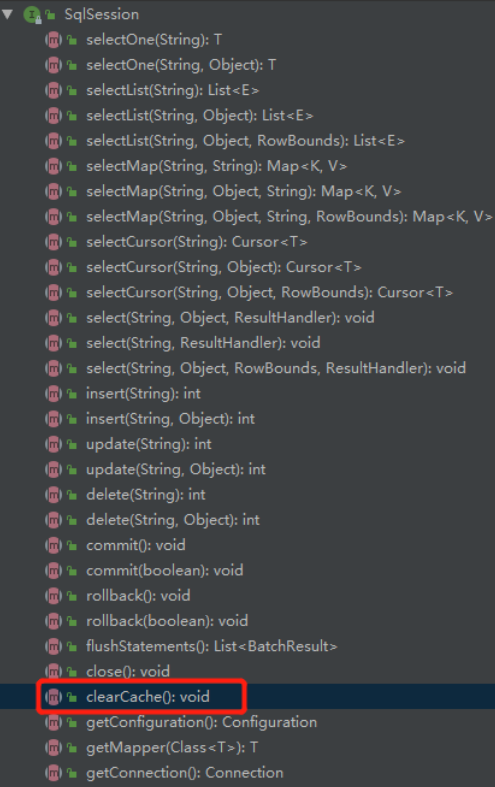 SqlSession
selectOne(String): T
selectOne(String, Object): T
selectList(String): List<E>
selectList(String, Object): List<E>
selectList(String, Object, RowBounds): List<E>
selectMap(String, String): Map<K, V>
selectMap(String, Object, String): Map<K, V>
selectMap(String, Object, String, RowBounds): Map<K, V>
selectCursor(String): Cursor<T>
selectCursor(String, Object): Cursor<T>
selectCursor(String, Object, RowBounds): Cursor<T>
select(String, Object, ResultHandler): void
select(String, ResultHandler): void
select(String, Object, RowBounds, ResultHandler): void
insert(String): int
insert(String, Object): int
update(String): int
update(String, Object): int
delete(String): int
delete(String, Object): int
commit(): void
commit(boolean): void
rollback(): void
rollback(boolean): void
flushStatements(): List<BatchResult>
close(): void
clearCache(): void
getConfiguration(): Configuration
getMapper(Class<T>): T
getConnection(): Connection